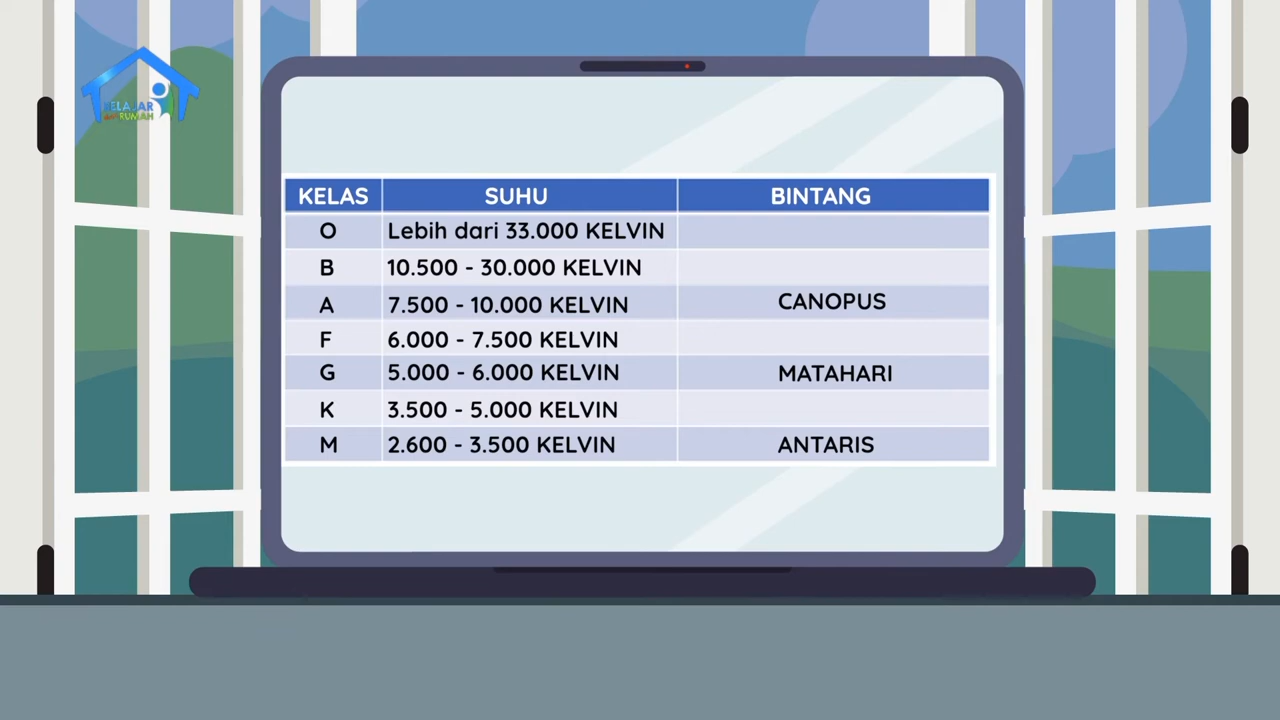 BELAJAR
dari RUMAH
KELAS SUHU BINTANG
O Lebih dari 33.000 KELVIN
B 10.500 - 30.000 KELVIN
A 7.500 - 10.000 KELVIN CANOPUS
F 6.000 - 7.500 KELVIN
G 5.000 - 6.000 KELVIN MATAHARI
K 3.500 - 5.000 KELVIN
M 2.600 - 3.500 KELVIN ANTARIS